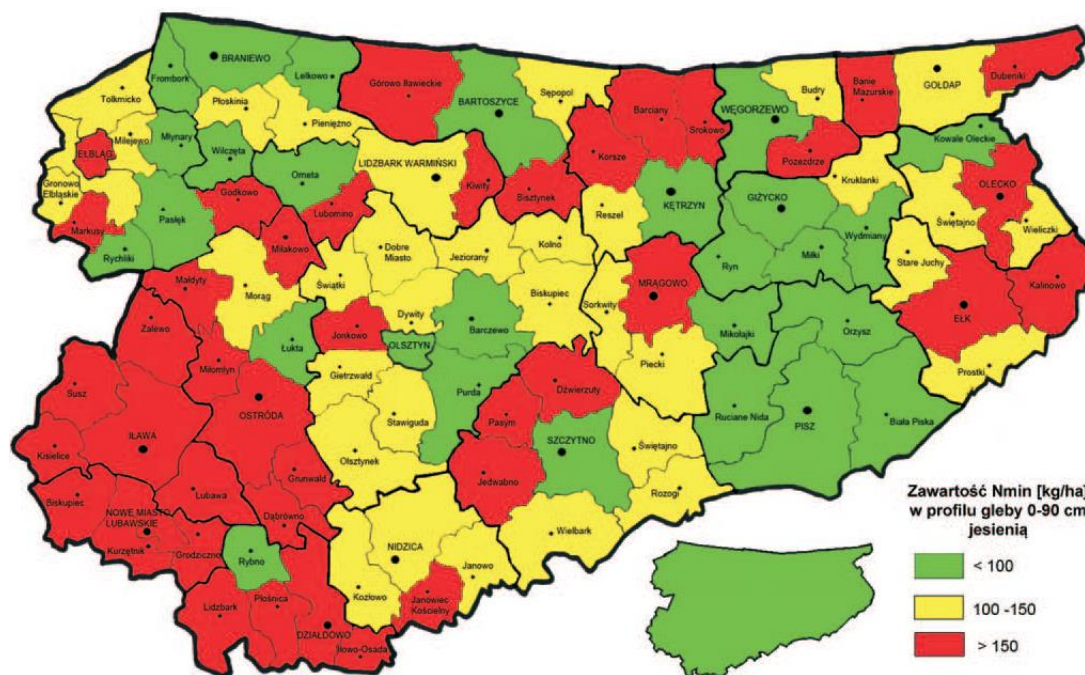 BRANIEWO
Frombork
Lelkowo
Górowo Iławeckie
BARTOSZYCE
Sępopol
Barciany
Srokowo
WĘGORZEWO
Budry
Banie
Mazurskie
GOŁDAP
Dubeniki
Tolkmicko
Płoskinia
Pieniężno
Młynary
Milejewo
ELBLĄG
Wilczęta
Orneta
LIDZBARK WARMIŃSKI
Kiwity
Bisztynek
Korsze
Pozezdrze
Kruklanki
Kowale Oleckie
OLECKO
Gronowo
Elbląskie
Markusy
Pasłęk
Godkowo
Lubomino
Reszel
KĘTRZYN
GIŻYCKO
Wydminy
Świętajno
Wieliczki
Rychliki
Miłakowo
Dobre
Miasto
Jeziorany
Kolno
Ryn
Miłki
Stare Juchy
Kalinowo
Małdyty
Morąg
Świątki
Biskupiec
Sorkwity
MRĄGOWO
EŁK
Zalewo
Łukta
Jonkowo
Dywity
OLSZTYN
Barczewo
Mikołajki
Orzysz
Susz
Miłomłyn
OSTRÓDA
Gietrzwałd
Purda
Dźwierzuty
Piecki
Prostki
Kisielice
IŁAWA
Stawiguda
Pasym
Ruciane Nida
PISZ
Biała Piska
Olsztynek
SZCZYTNO
Świętajno
Biskupiec
Lubawa
Grunwald
Jedwabno
Rozogi
NOWE MIASTO
LUBAWSKIE
Dąbrówno
Wielbark
Kurzętnik
Grodziczno
Rybno
NIDZICA
Janowo
Kozłowo
Janowiec
Kościelny
Lidzbark
Płośnica
DZIAŁDOWO
Iłowo-Osada
Zawartość Nmin [kg/ha]
w profilu gleby 0-90 cm
jesienią
< 100
100 -150
> 150